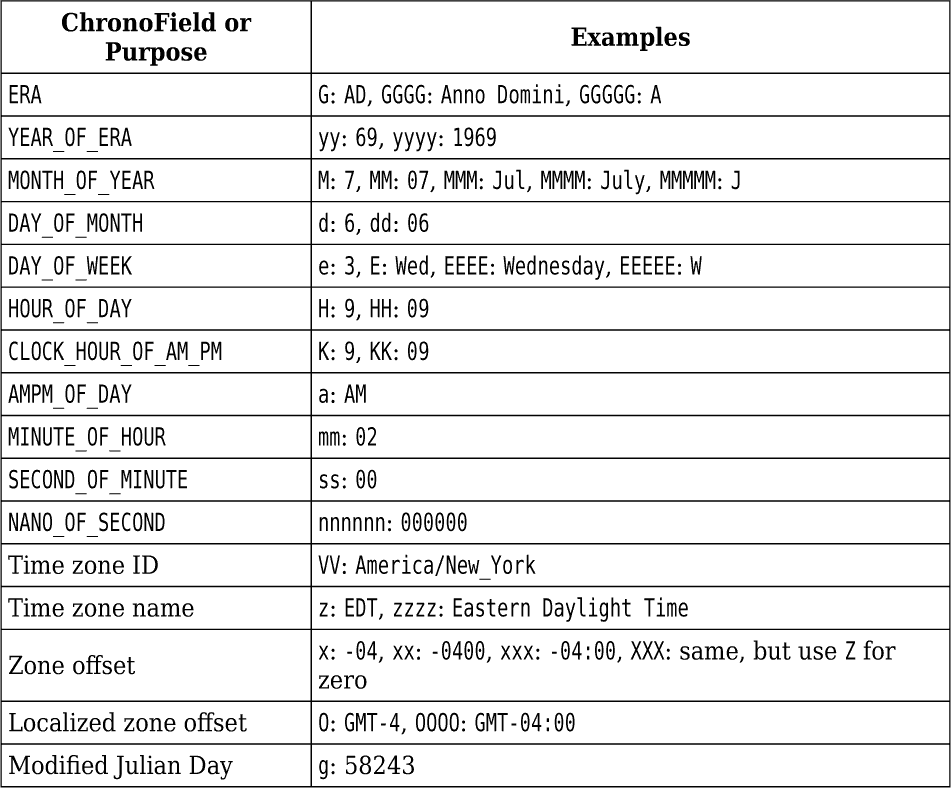 ChronoField or
Purpose
Examples
ERA
G: AD, GGGG: Anno Domini, GGGGG: A
YEAR_OF_ERA
yy: 69, yyyy: 1969
MONTH_OF_YEAR
M: 7, MM: 07, MMM: Jul, MMMM: July, MMMMM: J
DAY_OF_MONTH
d: 6, dd: 06
DAY_OF_WEEK
e: 3, E: Wed, EEEE: Wednesday, EEEEE: W
HOUR_OF_DAY
H: 9, HH: 09
CLOCK_HOUR_OF_AM_PM
K: 9, KK: 09
AMPM_OF_DAY
a: AM
MINUTE_OF_HOUR
mm: 02
SECOND_OF_MINUTE
ss: 00
NANO_OF_SECOND
nnnnnn: 000000
Time zone ID
VV: America/New_York
Time zone name
z: EDT, zzzz: Eastern Daylight Time
Zone offset
x: -04, xx: -0400, xxx: -04:00, XXX: same, but use Z for
zero
Localized zone offset
O: GMT-4, OOOO: GMT-04:00
Modified Julian Day
g: 58243